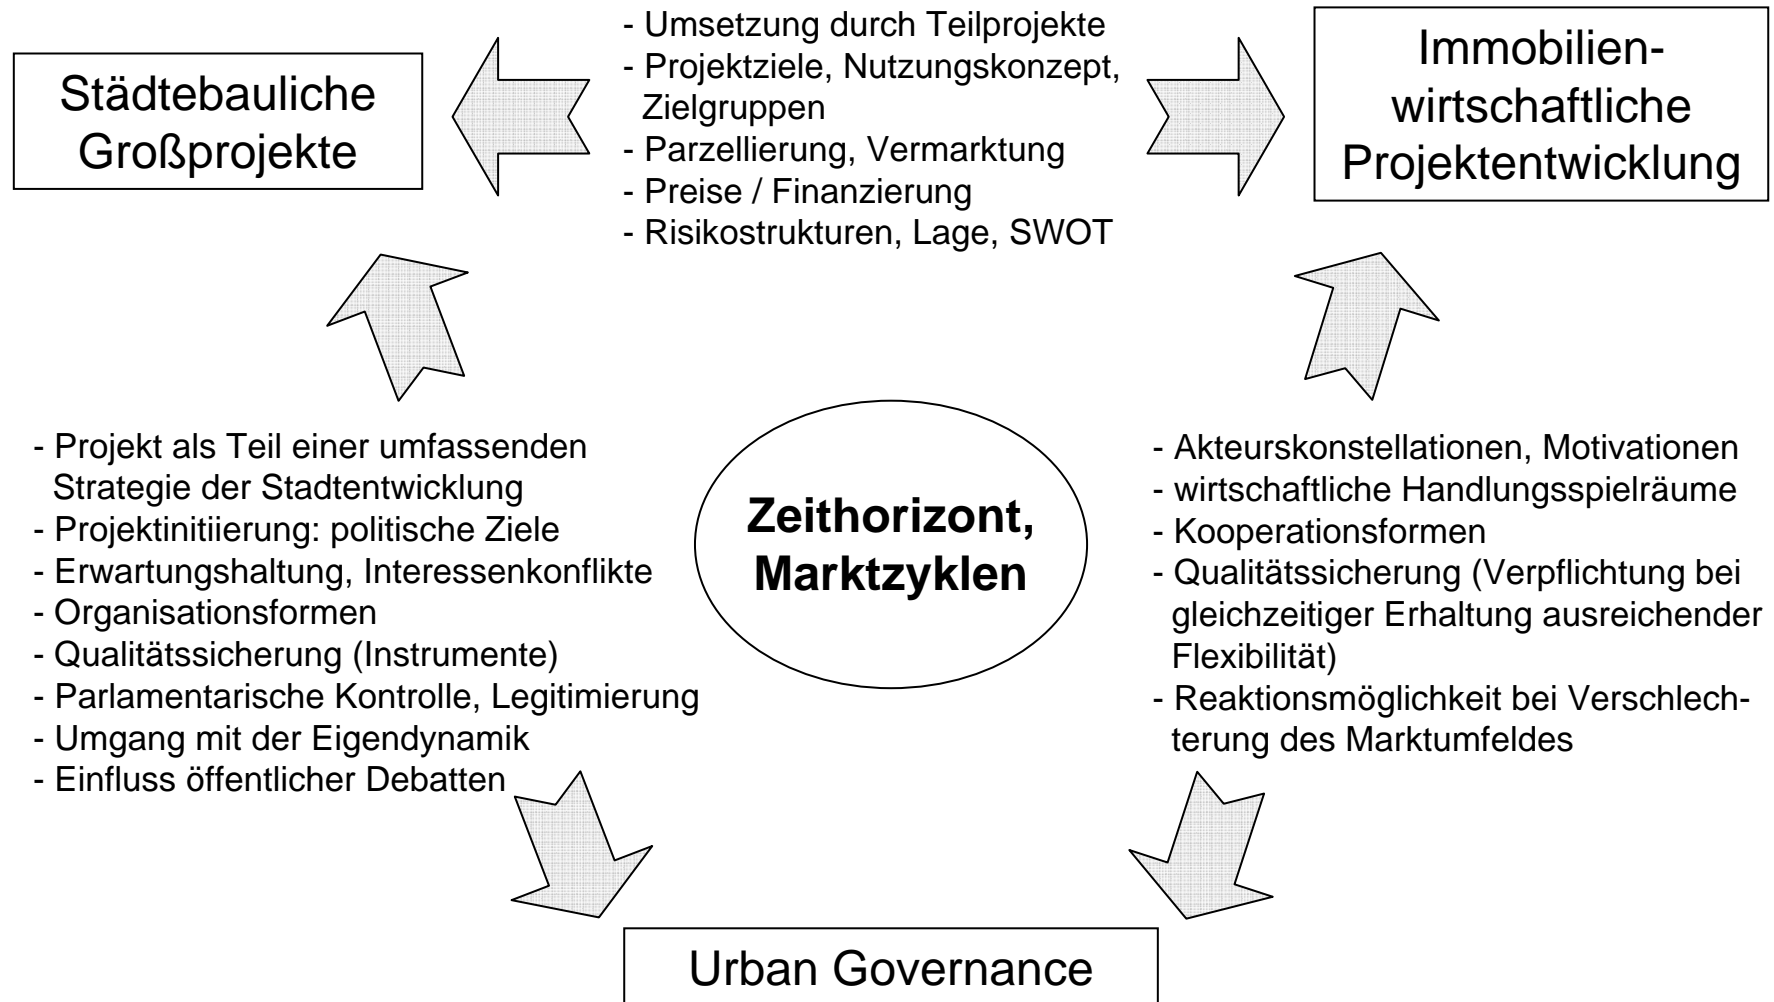 Städtebauliche
Großprojekte
- Umsetzung durch Teilprojekte
- Projektziele, Nutzungskonzept,
Zielgruppen
- Parzellierung, Vermarktung
- Preise / Finanzierung
- Risikostrukturen, Lage, SWOT
Immobilien-
wirtschaftliche
Projektentwicklung
- Projekt als Teil einer umfassenden
Strategie der Stadtentwicklung
- Projektinitiierung: politische Ziele
- Erwartungshaltung, Interessenkonflikte
- Organisationsformen
- Qualitätssicherung (Instrumente)
- Parlamentarische Kontrolle, Legitimierung
- Umgang mit der Eigendynamik
- Einfluss öffentlicher Debatten
Zeithorizont,
Marktzyklen
- Akteurskonstellationen, Motivationen
- wirtschaftliche Handlungsspielräume
- Kooperationsformen
- Qualitätssicherung (Verpflichtung bei
gleichzeitiger Erhaltung ausreichender
Flexibilität)
- Reaktionsmöglichkeit bei Verschlech-
terung des Marktumfeldes
Urban Governance